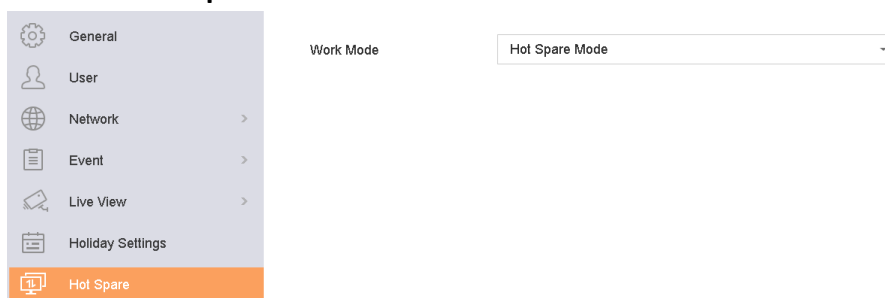 General
Work Mode
Hot Spare Mode
User
Network
Event
Live View
Holiday Settings
Hot Spare